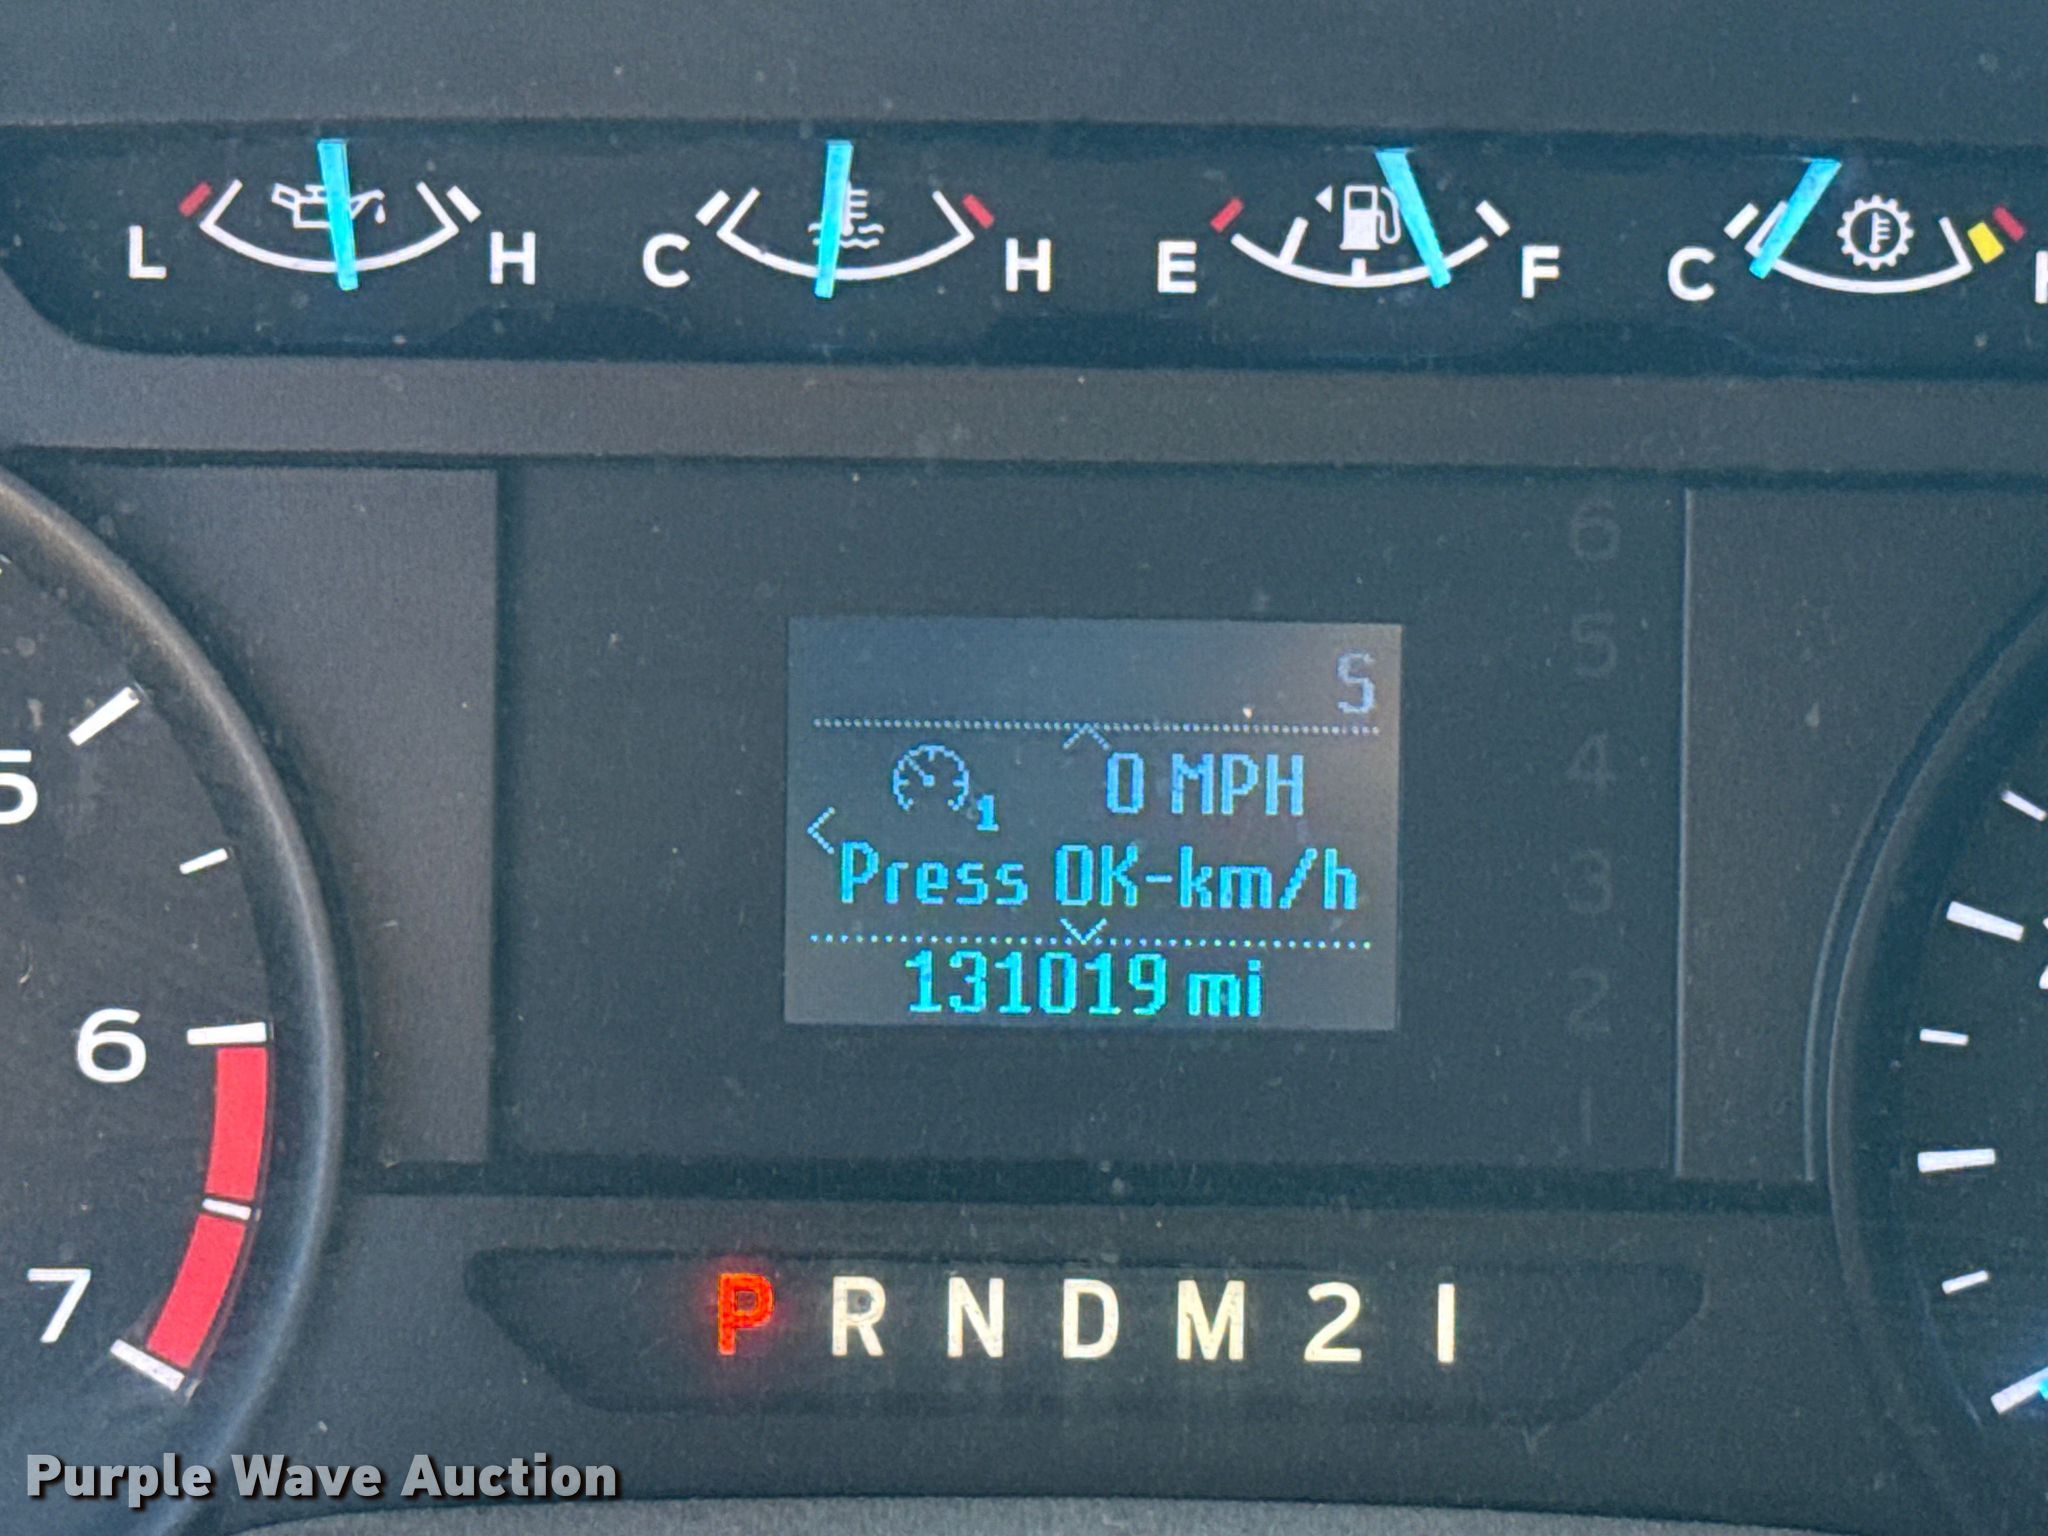 L H C H E F C
6
5
S
4
0 MPH
1
5
Press OK-km/h
3
131019 mi
2
6
1
7
P R N D M 2 1
Purple Wave Auction